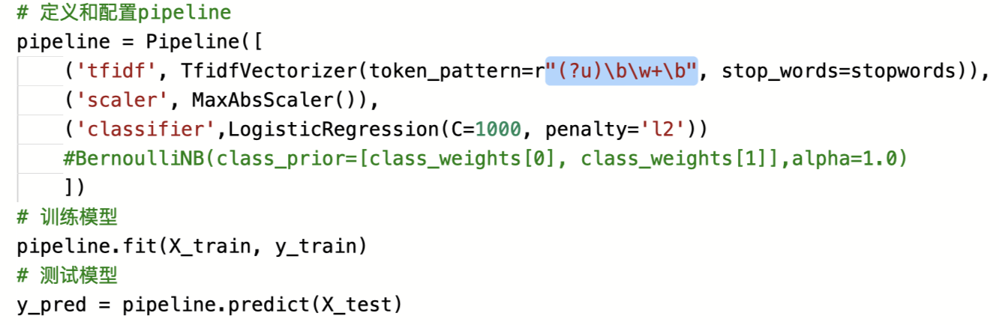 # 定义和配置pipeline
pipeline = Pipeline([
    ('tfidf', TfidfVectorizer(token_pattern=r"(?u)\b\w+\b", stop_words=stopwords)),
    ('scaler', MaxAbsScaler()),
    ('classifier',LogisticRegression(C=1000, penalty='l2'))
    #BernoulliNB(class_prior=[class_weights[0], class_weights[1]],alpha=1.0)
    ])
# 训练模型
pipeline.fit(X_train, y_train)
# 测试模型
y_pred = pipeline.predict(X_test)